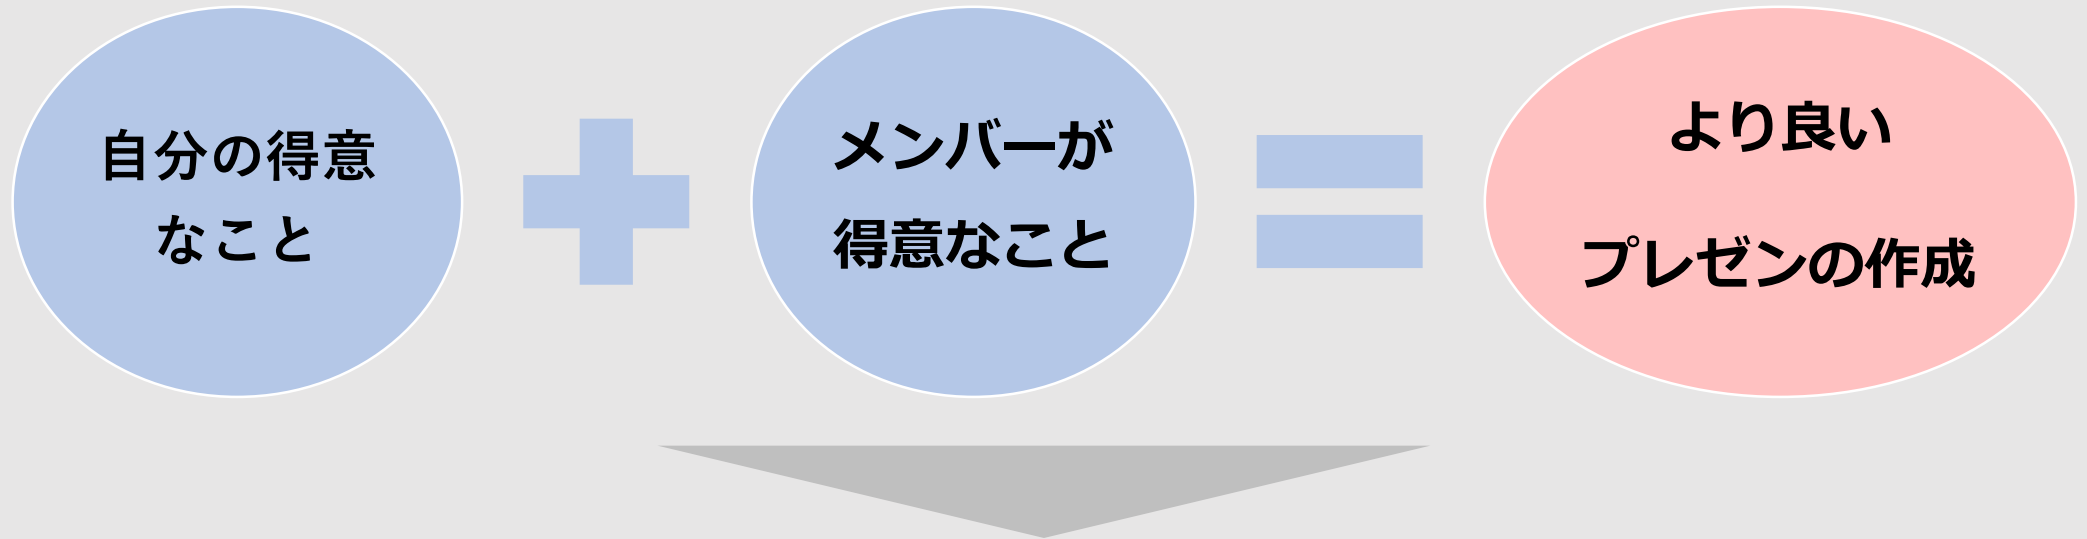 自分の得意
なこと
メンバーが
得意なこと
より良い
プレゼンの作成